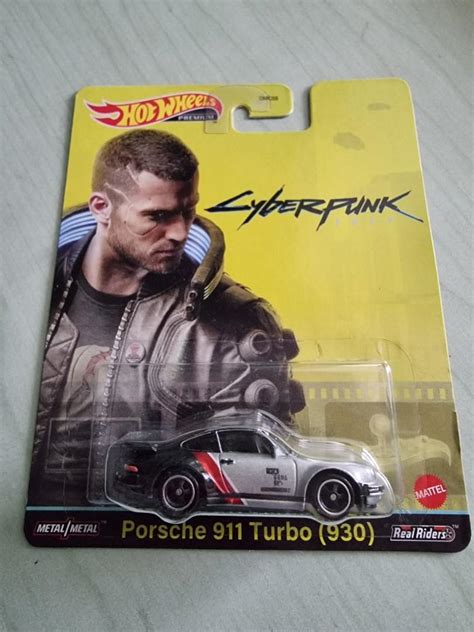 HOT WHEELS
PREMIUM
CYBERPUNK
MATTEL
METAL/METAL
Porsche 911 Turbo (930)
Real Riders